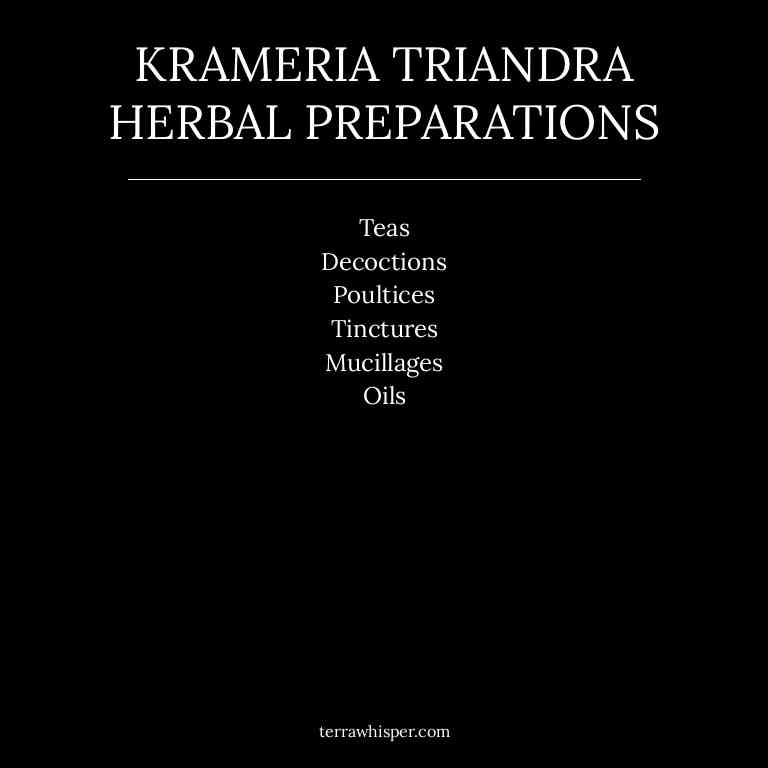 KRAMERIA TRIANDRA
HERBAL PREPARATIONS
Teas
Decoctions
Poultices
Tinctures
Mucillages
Oils
terrawhisper.com